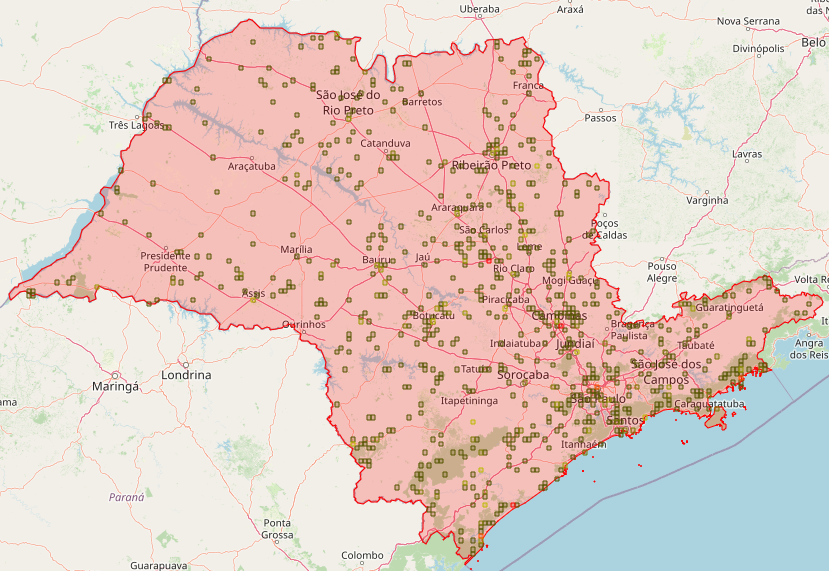 Uberaba
Araxá
Nova Serrana
Divinópolis
Belo
Franca
São José do
Rio Preto
Barretos
Passos
Três Lagoas
Catanduva
Lavras
Araçatuba
Ribeirão Preto
Varginha
Araraquara
Poços
de Caldas
São Carlos
Leme
Marília
Presidente
Prudente
Bauru
Jaú
Rio Claro
Pouso
Alegre
Mogi Guaçu
Volta Re
Assis
Piracicaba
Guaratinguetá
Botucatu
Campinas
Ourinhos
Bragança
Paulista
Angra
dos Reis
Indaiatuba
Jundiaí
Taubaté
Londrina
Tatuí
Sorocaba
São José dos
Campos
Maringá
São Paulo
Itapetininga
Caraguatatuba
Santos
Itanhaém
Paraná
Ponta
Grossa
Colombo
Guarapuava